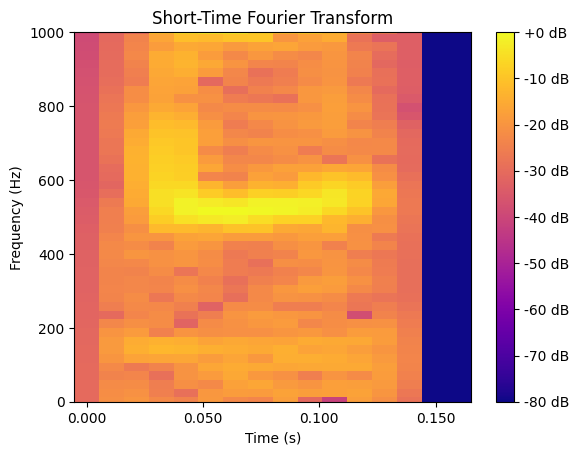 Short-Time Fourier Transform
Frequency (Hz)
1000
800
600
400
200
0
0.000
0.050
0.100
0.150
Time (s)
+0 dB
-10 dB
-20 dB
-30 dB
-40 dB
-50 dB
-60 dB
-70 dB
-80 dB